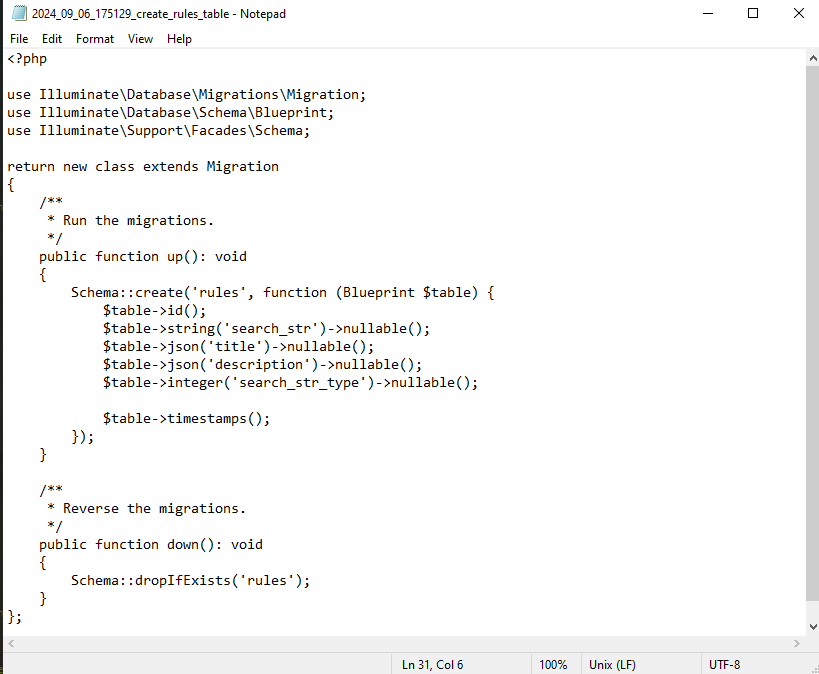 2024_09_06_175129_create_rules_table - Notepad
File Edit Format View Help
<?php

use Illuminate\Database\Migrations\Migration;
use Illuminate\Database\Schema\Blueprint;
use Illuminate\Support\Facades\Schema;

return new class extends Migration
{
    /**
     * Run the migrations.
     */
    public function up(): void
    {
        Schema::create('rules', function (Blueprint $table) {
            $table->id();
            $table->string('search_str')->nullable();
            $table->json('title')->nullable();
            $table->json('description')->nullable();
            $table->integer('search_str_type')->nullable();

            $table->timestamps();
        });
    }

    /**
     * Reverse the migrations.
     */
    public function down(): void
    {
        Schema::dropIfExists('rules');
    }
};
Ln 31, Col 6 100% Unix (LF) UTF-8